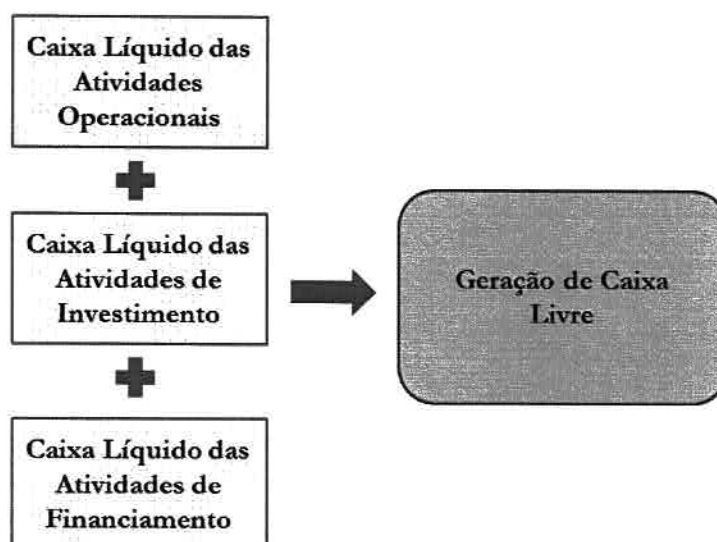 Caixa Líquido das
Atividades
Operacionais
Caixa Líquido das
Atividades de
Investimento
Geração de Caixa
Livre
Caixa Líquido das
Atividades de
Financiamento